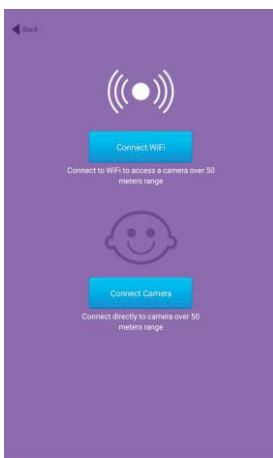 Back
Connect WiFi
Connect to WiFi to access a camera over 50
meters range
Connect Camera
Connect directly to camera over 50
meters range